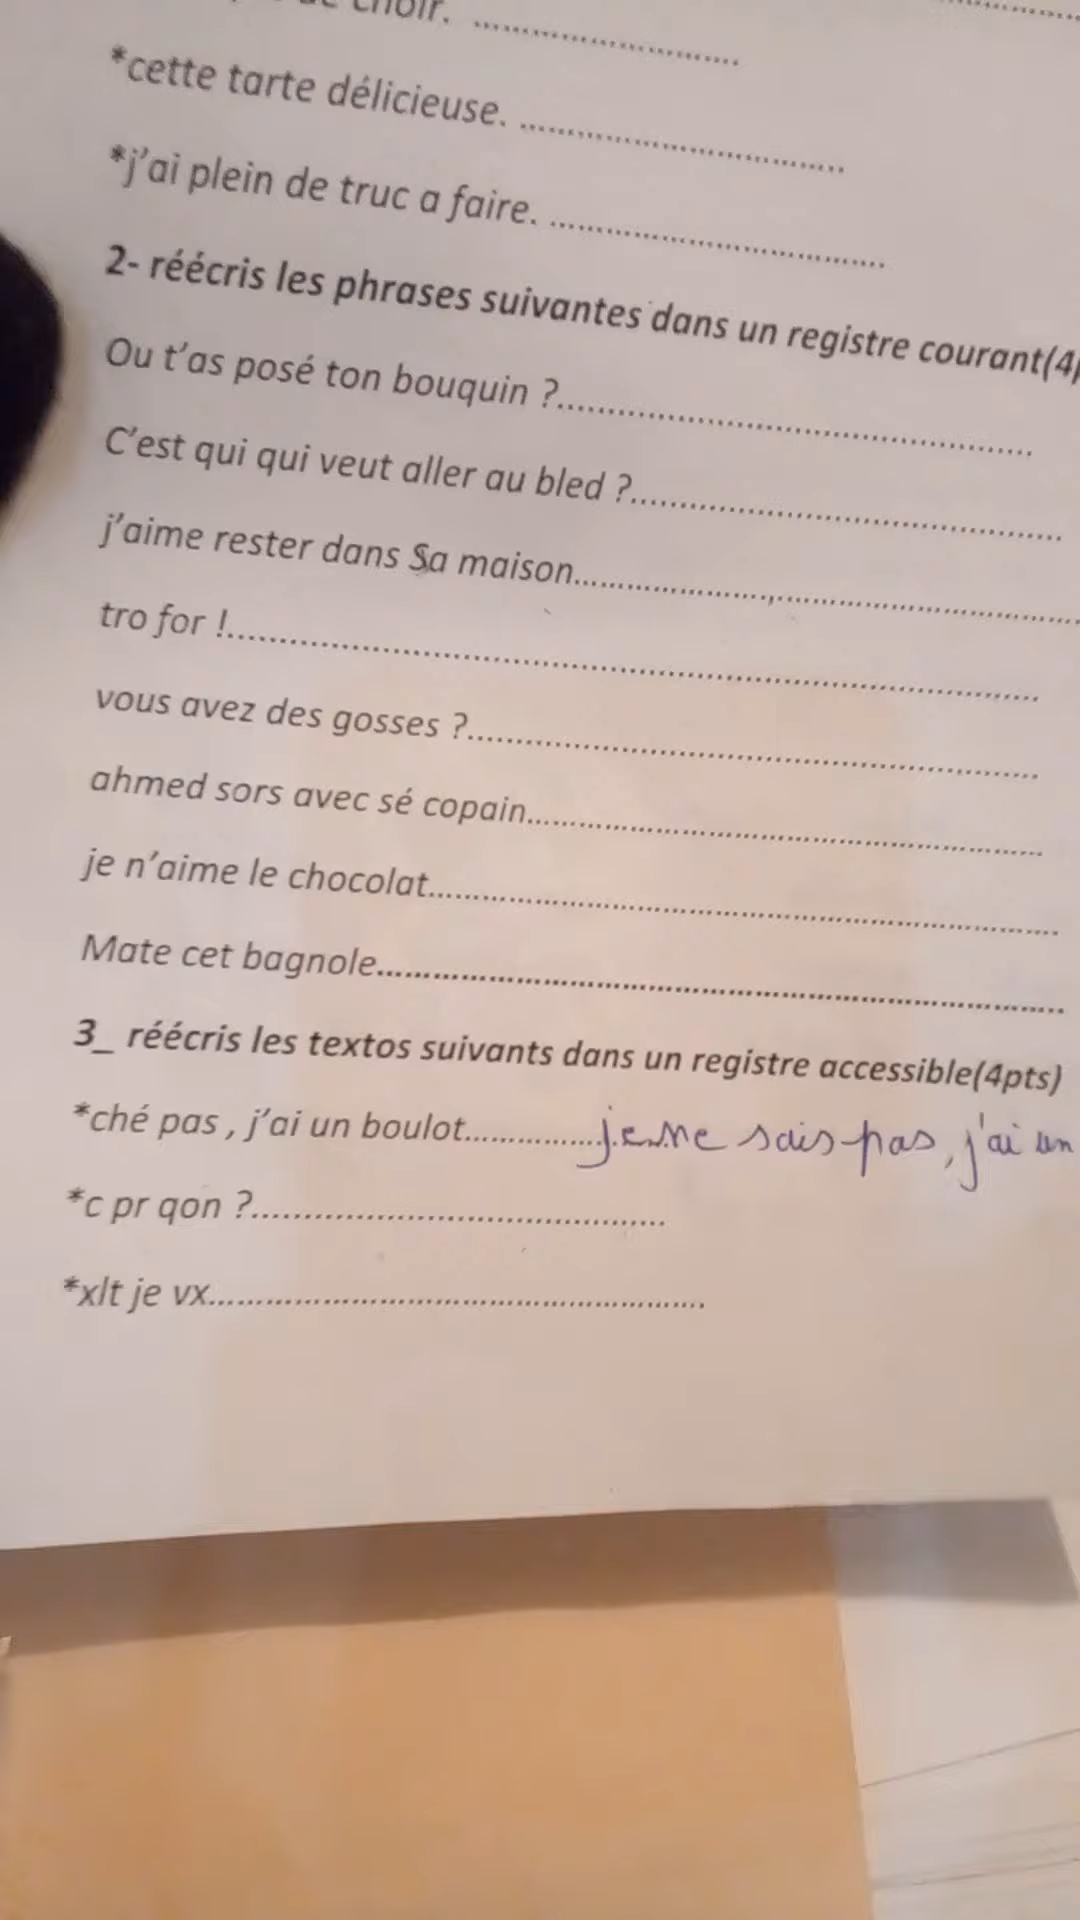 choir. ........................
*cette tarte délicieuse. ........................
*j'ai plein de truc a faire. ........................
2- réécris les phrases suivantes dans un registre courant(4
Ou t'as posé ton bouquin ?........................
C'est qui qui veut aller au bled ?........................
j'aime rester dans Sa maison........................
tro for !........................
vous avez des gosses ?........................
ahmed sors avec sé copain........................
je n'aime le chocolat........................
Mate cet bagnole........................
3_ réécris les textos suivants dans un registre accessible(4pts)
*ché pas , j'ai un boulot............... je ne sais pas, j'ai un
*c pr qon ?........................
*xlt je vx........................